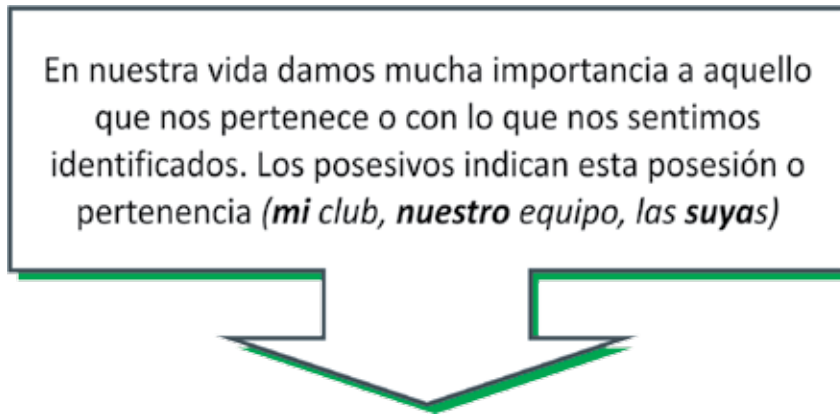 En nuestra vida damos mucha importancia a aquello
que nos pertenece o con lo que nos sentimos
identificados. Los posesivos indican esta posesión o
pertenencia (mi club, nuestro equipo, las suyas)